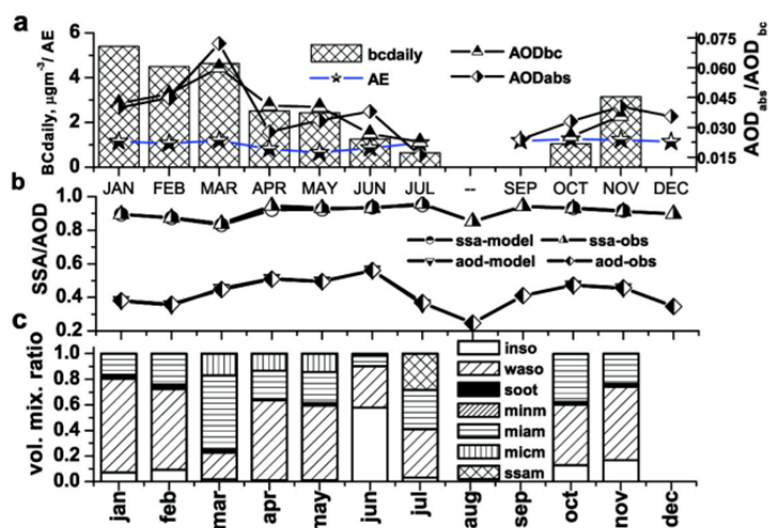 a
6
4
2
0
BCdaily, μgm⁻³/ AE
bcdaily
AE
AODbc
AODabs
0.075
0.060
0.045
0.030
0.015
AOD_abs/AOD_bc
JAN FEB MAR APR MAY JUN JUL -- SEP OCT NOV DEC
b
1.0
0.8
0.6
0.4
0.2
SSA/AOD
ssa-model ssa-obs
aod-model aod-obs
c
1.0
0.8
0.6
0.4
0.2
0.0
vol. mix. ratio
inso
waso
soot
minm
miam
micm
ssam
jan feb mar apr may jun jul aug sep oct nov dec